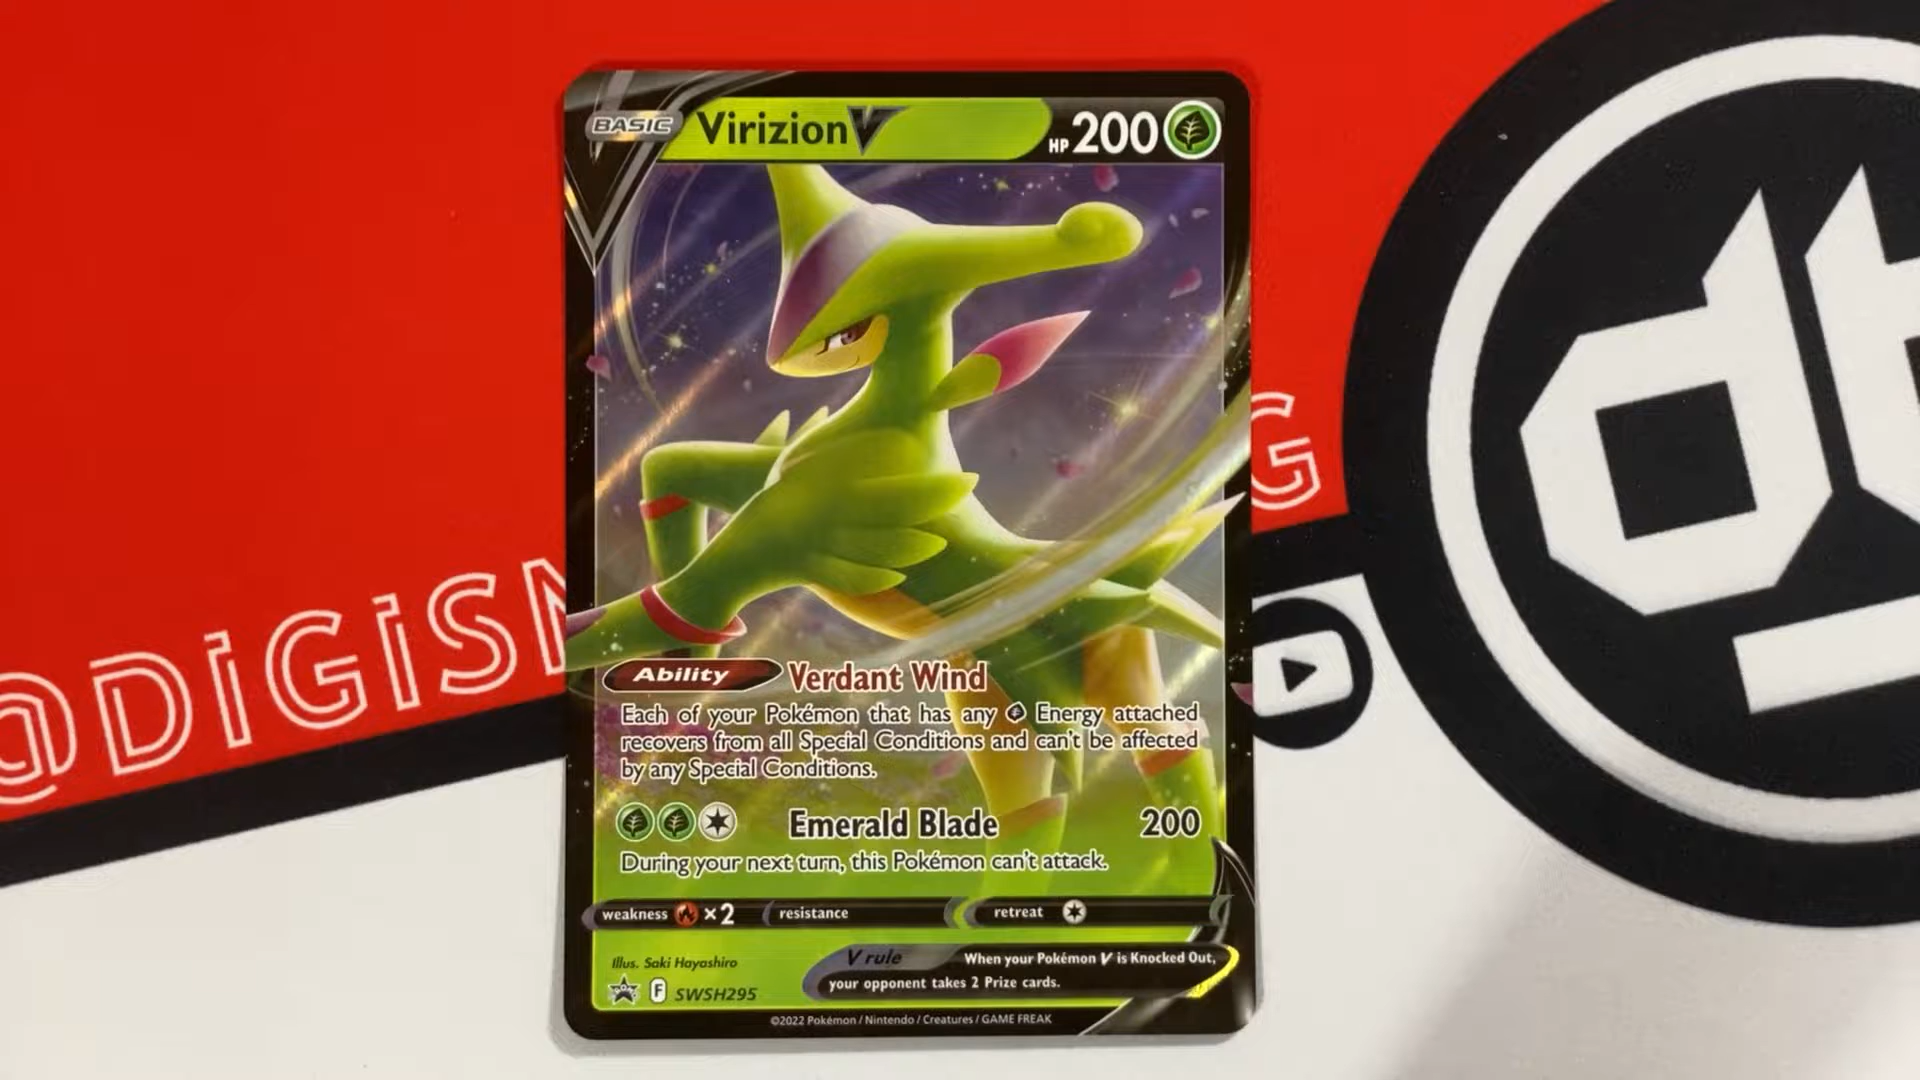 BASIC Virizion V HP 200
Ability Verdant Wind
Each of your Pokémon that has any Energy attached
recovers from all Special Conditions and can't be affected
by any Special Conditions.
Emerald Blade 200
During your next turn, this Pokémon can't attack.
weakness ×2 resistance retreat
Illus. Saki Hayashiro
V rule When your Pokémon V is Knocked Out,
your opponent takes 2 Prize cards.
F SWSH295
©2022 Pokémon / Nintendo / Creatures / GAME FREAK
@DIGISM
G